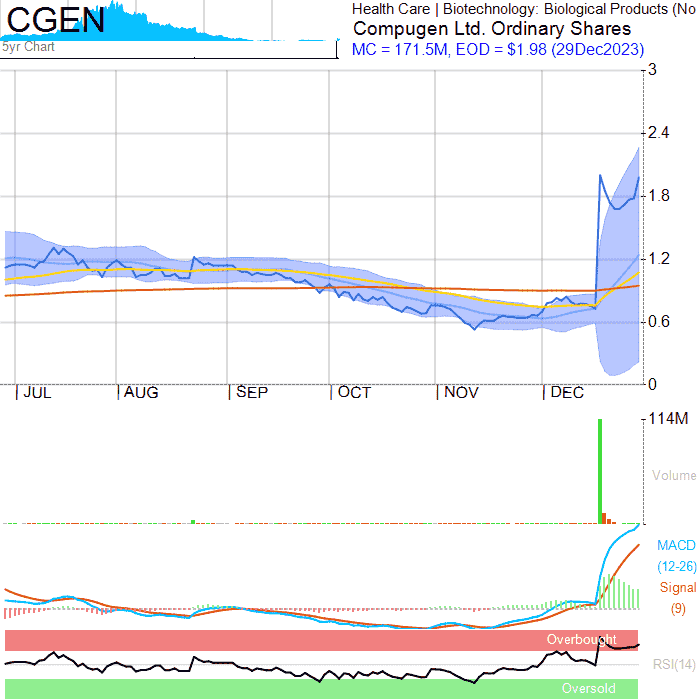 CGEN
Health Care | Biotechnology: Biological Products (No
Compugen Ltd. Ordinary Shares
5yr Chart
MC = 171.5M, EOD = $1.98 (29Dec2023)
3
2.4
1.8
1.2
0.6
0
| JUL | AUG | SEP | OCT | NOV | DEC
114M
Volume
MACD
(12-26)
Signal
(9)
Overbought
RSI(14)
Oversold